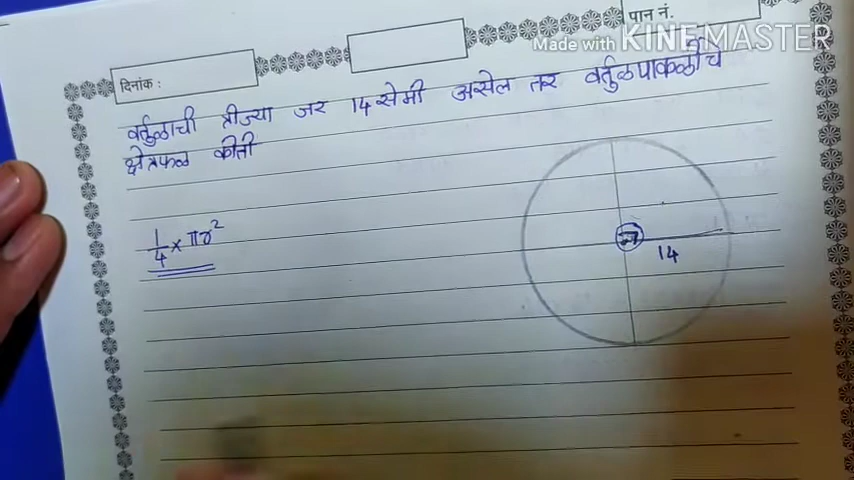 पान नं.
Made with KINEMASTER
दिनांक :
वर्तुळाची त्रीज्या जर 14 सेमी असेल तर वर्तुळपाकळीचे
क्षेत्रफळ कीती
1/4 × πr²
14